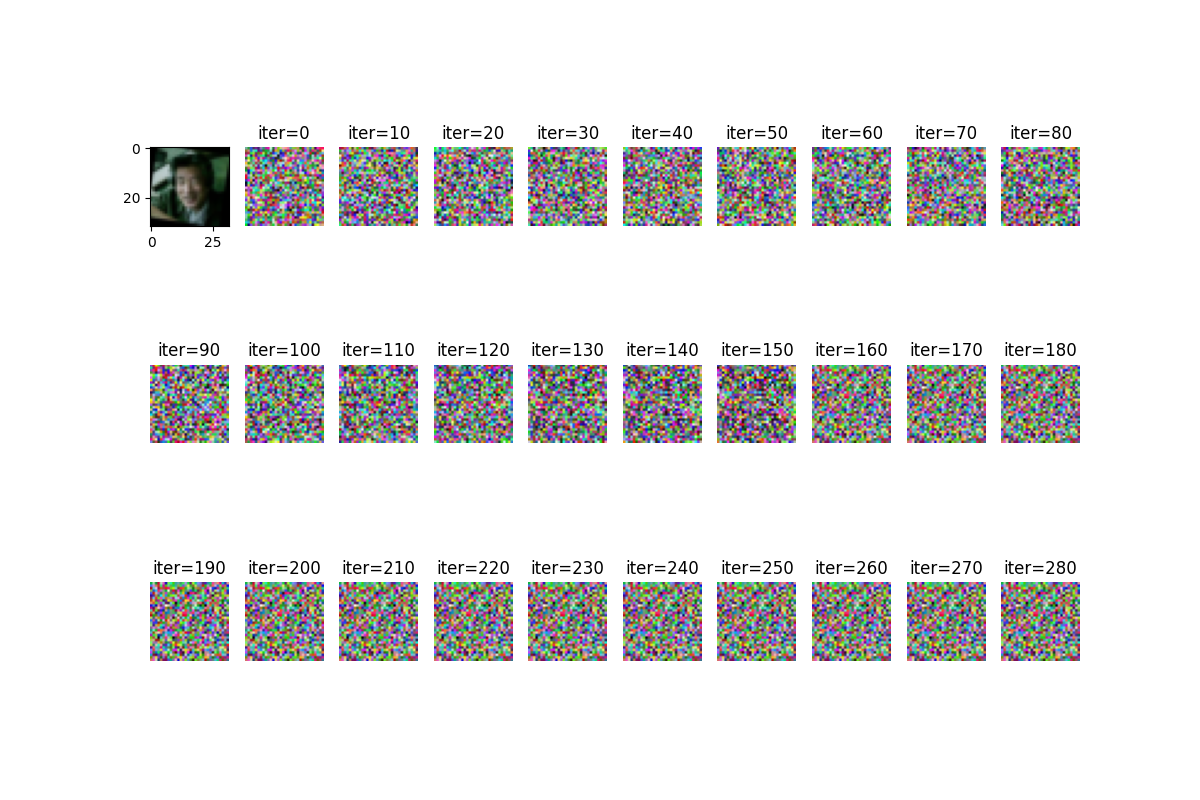 iter=0 iter=10 iter=20 iter=30 iter=40 iter=50 iter=60 iter=70 iter=80
0
20
0 25
iter=90 iter=100 iter=110 iter=120 iter=130 iter=140 iter=150 iter=160 iter=170 iter=180
iter=190 iter=200 iter=210 iter=220 iter=230 iter=240 iter=250 iter=260 iter=270 iter=280